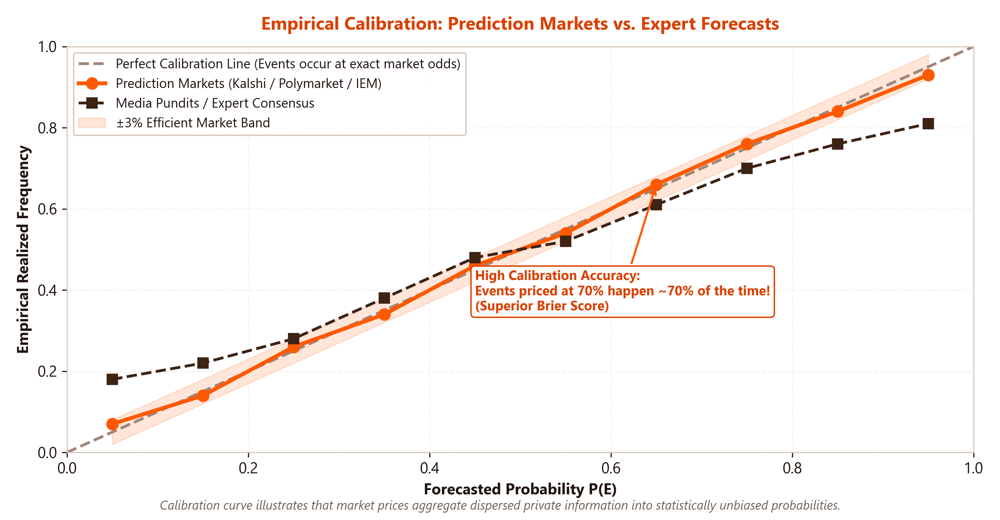 Empirical Calibration: Prediction Markets vs. Expert Forecasts
Perfect Calibration Line (Events occur at exact market odds)
Prediction Markets (Kalshi / Polymarket / IEM)
Media Pundits / Expert Consensus
±3% Efficient Market Band
Empirical Realized Frequency
1.0
0.8
0.6
0.4
0.2
0.0
High Calibration Accuracy:
Events priced at 70% happen ~70% of the time!
(Superior Brier Score)
0.0
0.2
0.4
0.6
0.8
1.0
Forecasted Probability P(E)
Calibration curve illustrates that market prices aggregate dispersed private information into statistically unbiased probabilities.